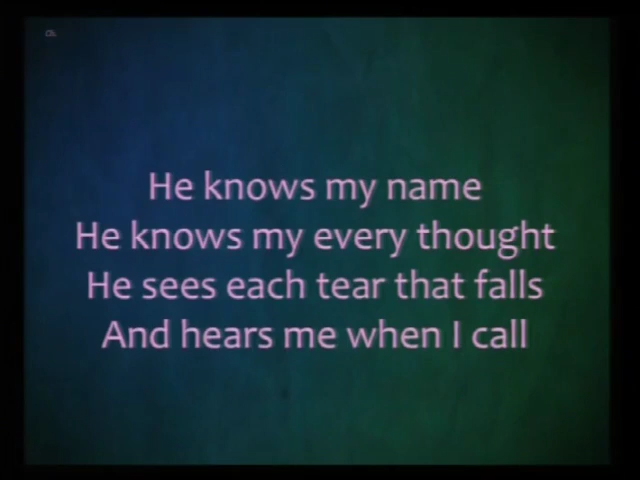 He knows my name
He knows my every thought
He sees each tear that falls
And hears me when I call